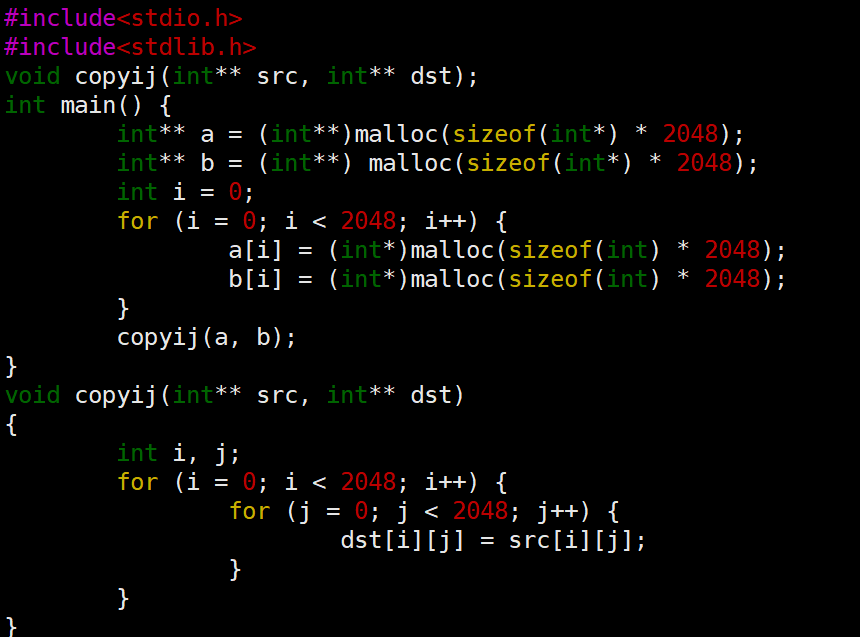 #include<stdio.h>
#include<stdlib.h>
void copyij(int** src, int** dst);
int main() {
        int** a = (int**)malloc(sizeof(int*) * 2048);
        int** b = (int**) malloc(sizeof(int*) * 2048);
        int i = 0;
        for (i = 0; i < 2048; i++) {
                a[i] = (int*)malloc(sizeof(int) * 2048);
                b[i] = (int*)malloc(sizeof(int) * 2048);
        }
        copyij(a, b);
}
void copyij(int** src, int** dst)
{
        int i, j;
        for (i = 0; i < 2048; i++) {
                for (j = 0; j < 2048; j++) {
                        dst[i][j] = src[i][j];
                }
        }
}